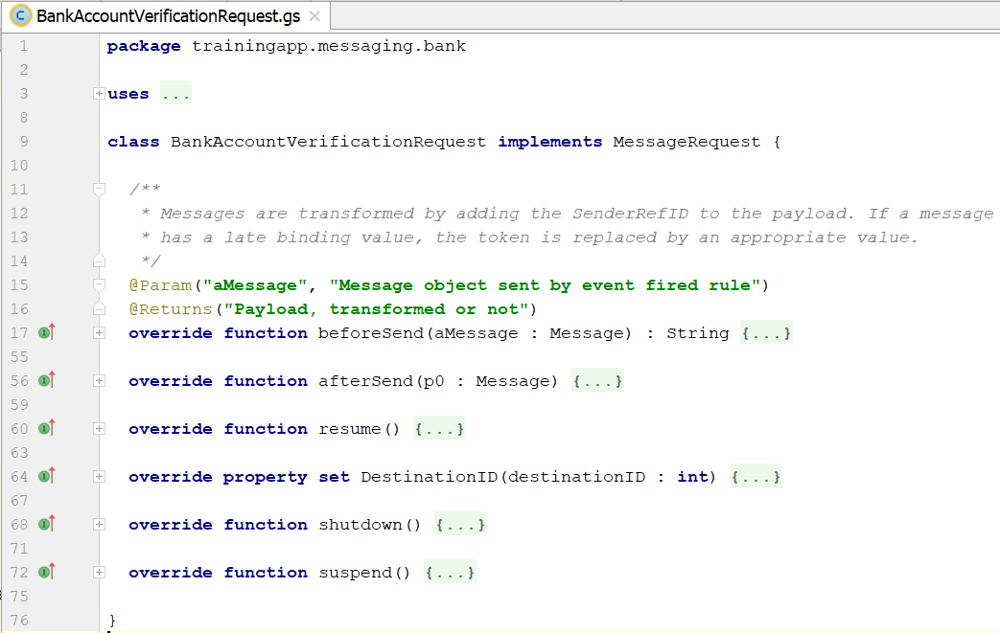 C BankAccountVerificationRequest.gs
1 package trainingapp.messaging.bank
2
3 uses ...
8
9 class BankAccountVerificationRequest implements MessageRequest {
10
11 /**
12 * Messages are transformed by adding the SenderRefID to the payload. If a message
13 * has a late binding value, the token is replaced by an appropriate value.
14 */
15 @Param("aMessage", "Message object sent by event fired rule")
16 @Returns("Payload, transformed or not")
17 override function beforeSend(aMessage : Message) : String {...}
55
56 override function afterSend(p0 : Message) {...}
59
60 override function resume() {...}
63
64 override property set DestinationID(destinationID : int) {...}
67
68 override function shutdown() {...}
71
72 override function suspend() {...}
75
76 }